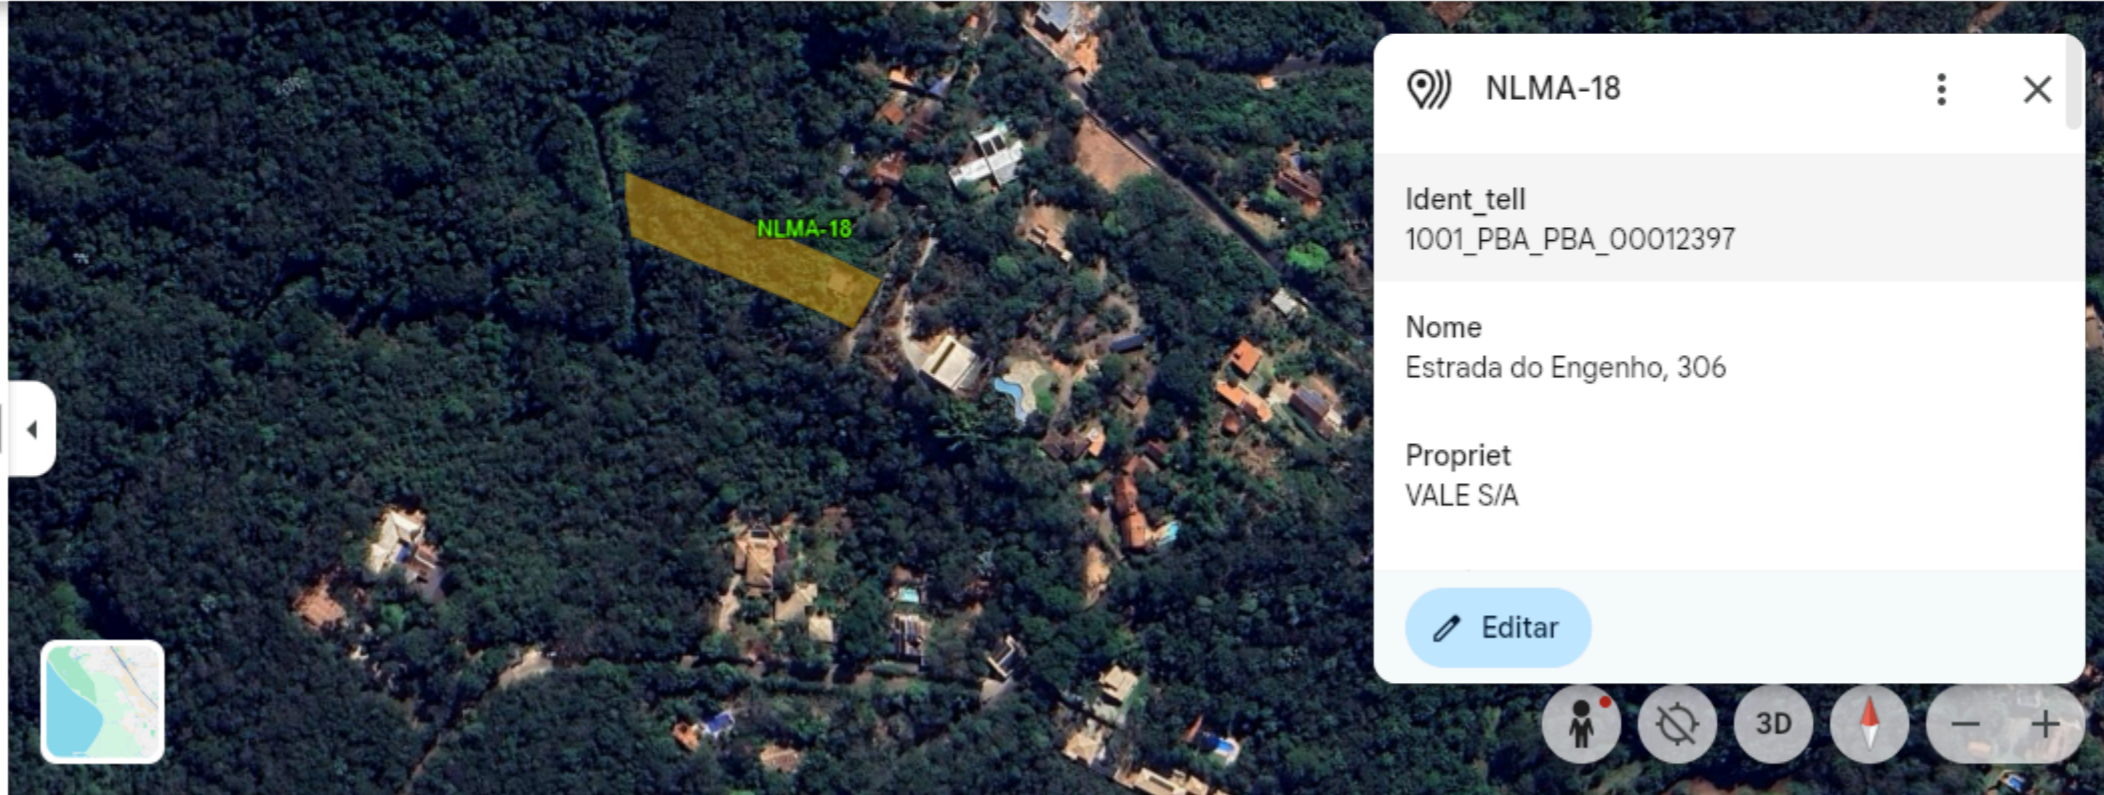 NLMA-18
NLMA-18
Ident_tell
1001_PBA_PBA_00012397
Nome
Estrada do Engenho, 306
Propriet
VALE S/A
Editar
3D